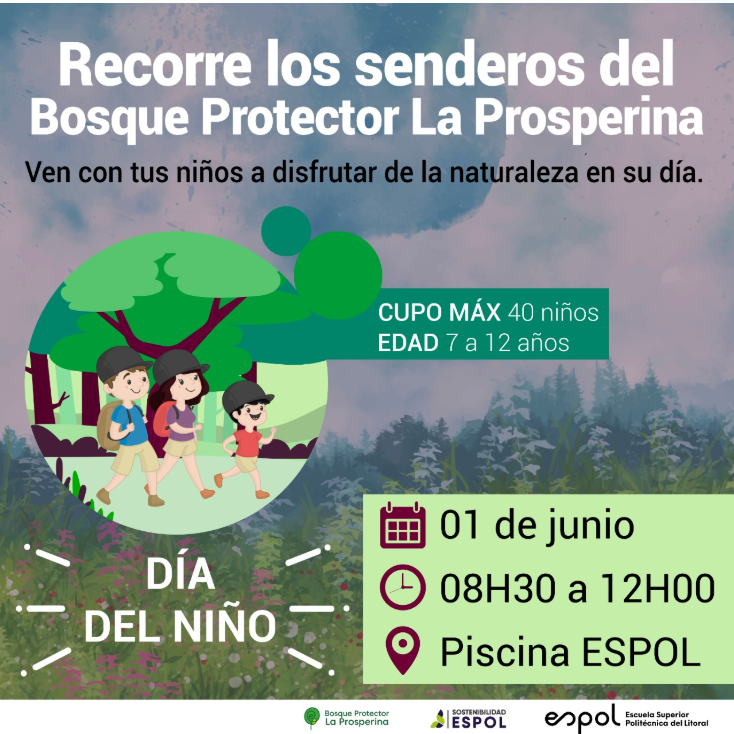 Recorre los senderos del
Bosque Protector La Prosperina
Ven con tus niños a disfrutar de la naturaleza en su día.
CUPO MÁX 40 niños
EDAD 7 a 12 años
DÍA
DEL NIÑO
01 de junio
08H30 a 12H00
Piscina ESPOL
Bosque Protector
La Prosperina
SOSTENIBILIDAD
ESPOL
espol
Escuela Superior
Politécnica del Litoral